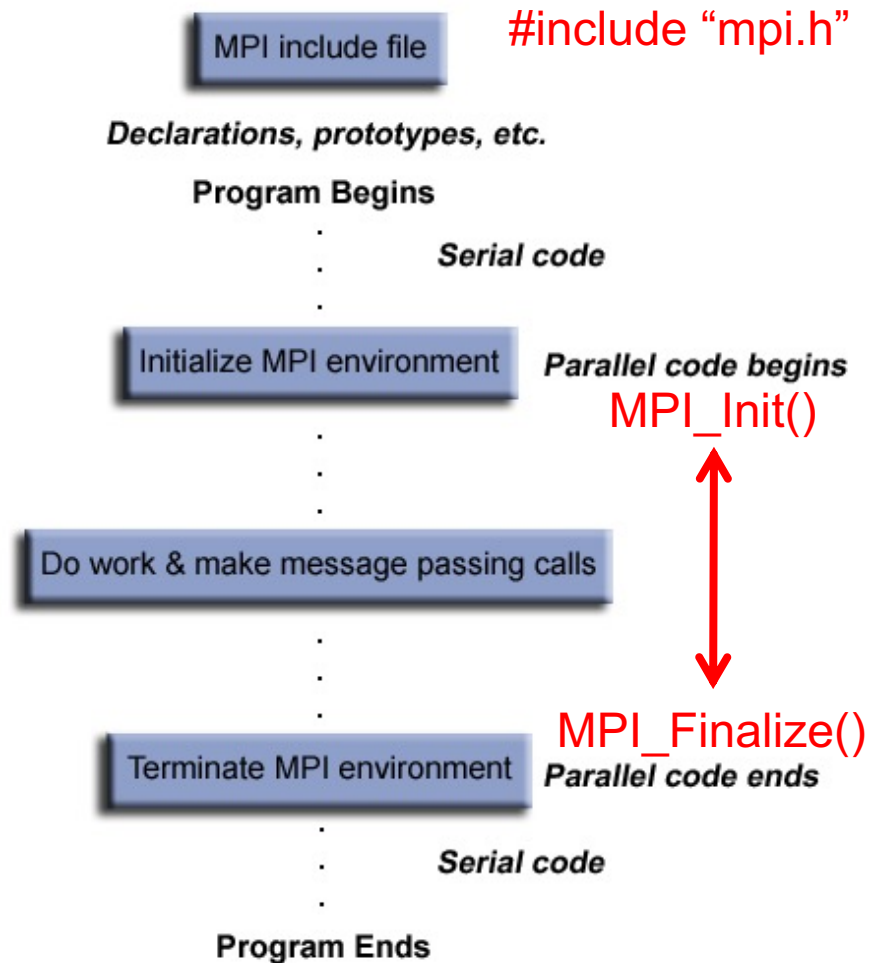 MPI include file
#include “mpi.h”
Declarations, prototypes, etc.
Program Begins
Serial code
Initialize MPI environment
Parallel code begins
MPI_Init()
Do work & make message passing calls
MPI_Finalize()
Terminate MPI environment
Parallel code ends
Serial code
Program Ends